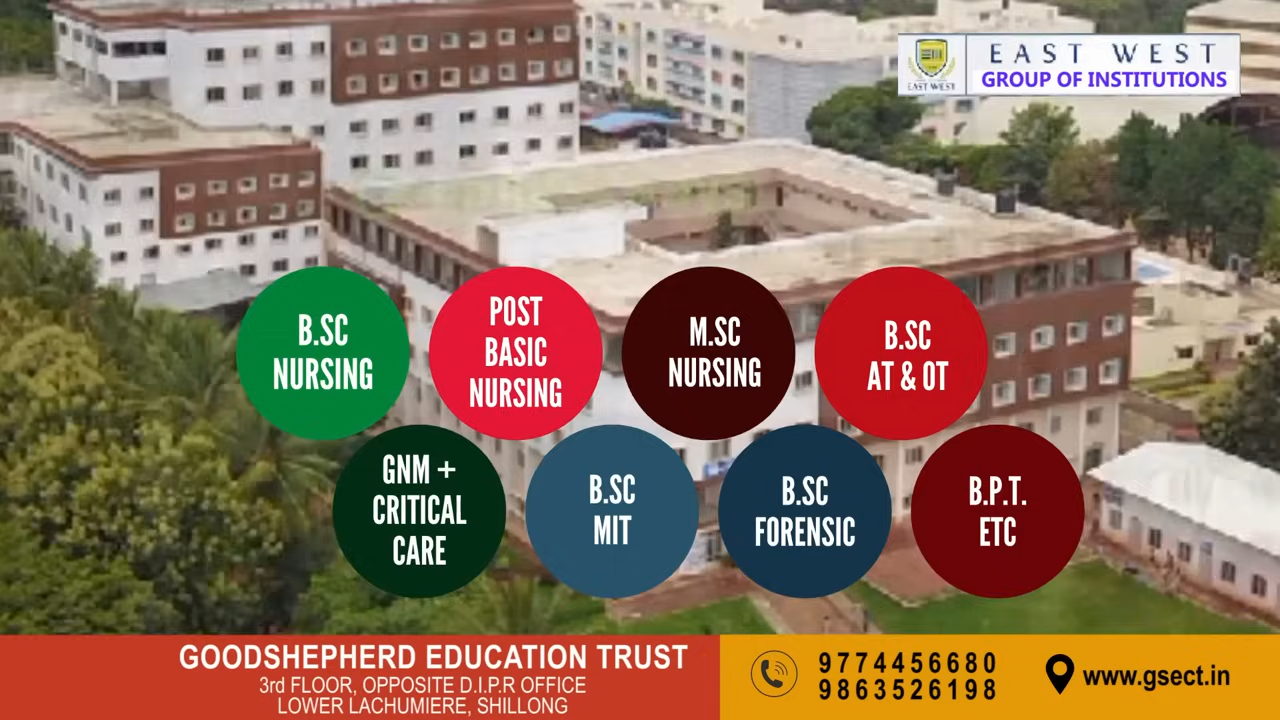 EAST WEST
EAST WEST
GROUP OF INSTITUTIONS
B.SC
NURSING
POST
BASIC
NURSING
M.SC
NURSING
B.SC
AT & OT
GNM +
CRITICAL
CARE
B.SC
MIT
B.SC
FORENSIC
B.P.T.
ETC
GOODSHEPHERD EDUCATION TRUST
3rd FLOOR, OPPOSITE D.I.P.R OFFICE
LOWER LACHUMIERE, SHILLONG
9774456680
9863526198
www.gsect.in